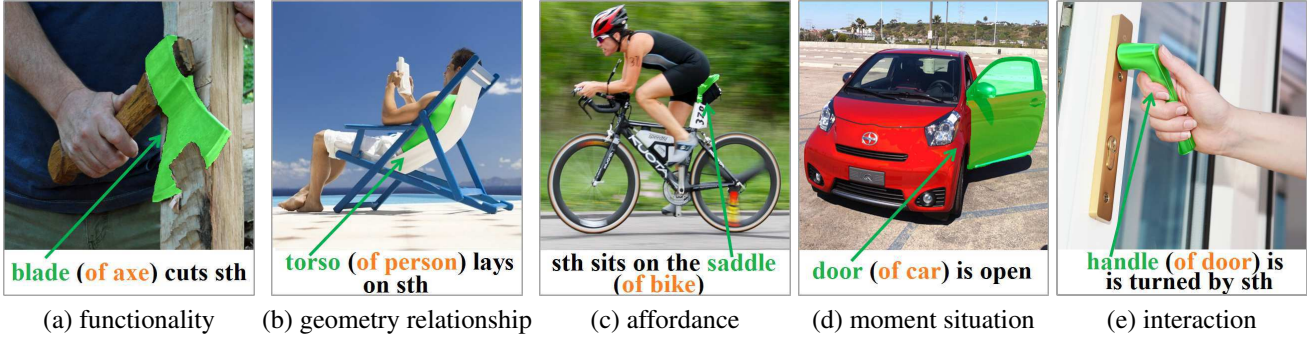 blade (of axe) cuts sth
(a) functionality
torso (of person) lays
on sth
(b) geometry relationship
KUOTA
sth sits on the saddle
(of bike)
(c) affordance
door (of car) is open
(d) moment situation
handle (of door) is
is turned by sth
(e) interaction